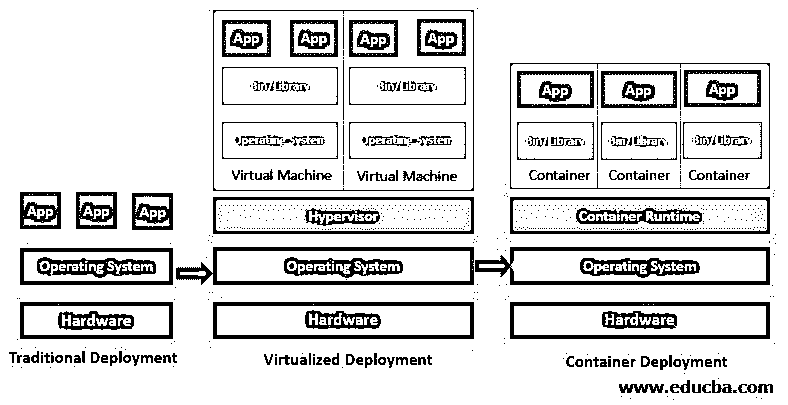 App App App App
Bin/Library Bin/Library
Operating System Operating System
Virtual Machine Virtual Machine
Hypervisor
Operating System
Hardware
Virtualized Deployment
App App App
Operating System
Hardware
Traditional Deployment
App App App
Bin/Library Bin/Library Bin/Library
Container Container Container
Container Runtime
Operating System
Hardware
Container Deployment
www.educba.com